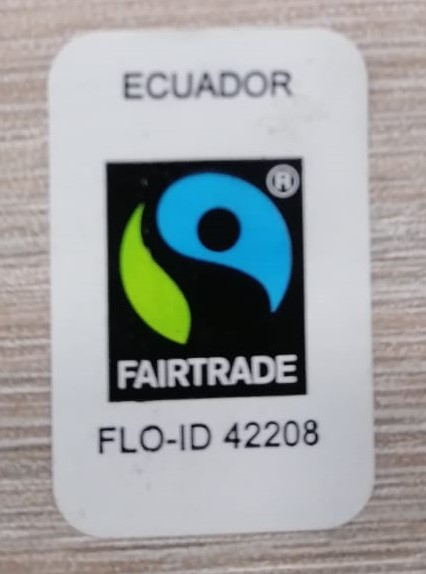 ECUADOR
®
FAIRTRADE
FLO-ID 42208